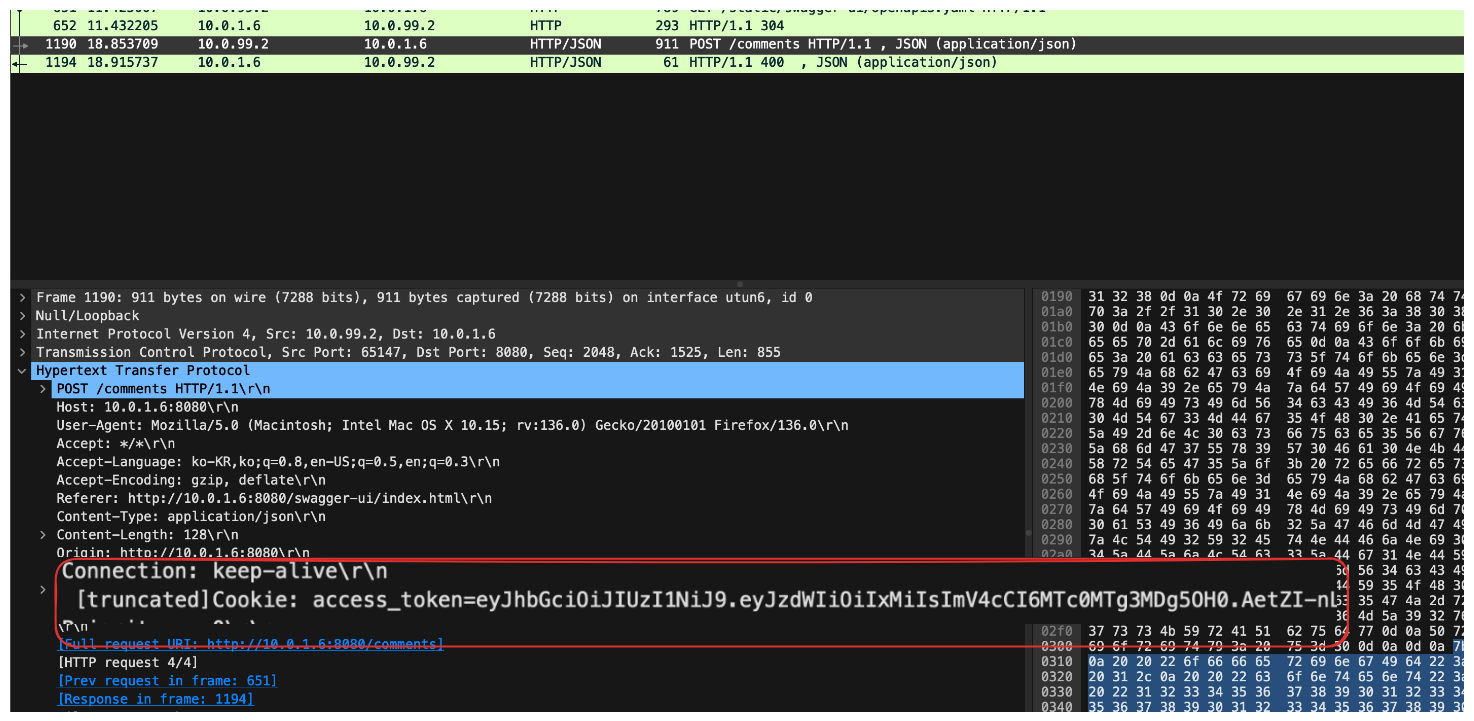 652 11.432205 10.0.1.6 10.0.99.2 HTTP 293 HTTP/1.1 304
1190 18.853709 10.0.99.2 10.0.1.6 HTTP/JSON 911 POST /comments HTTP/1.1 , JSON (application/json)
1194 18.915737 10.0.1.6 10.0.99.2 HTTP/JSON 61 HTTP/1.1 400 , JSON (application/json)
Frame 1190: 911 bytes on wire (7288 bits), 911 bytes captured (7288 bits) on interface utun6, id 0
Null/Loopback
Internet Protocol Version 4, Src: 10.0.99.2, Dst: 10.0.1.6
Transmission Control Protocol, Src Port: 65147, Dst Port: 8080, Seq: 2048, Ack: 1525, Len: 855
Hypertext Transfer Protocol
POST /comments HTTP/1.1\r\n
Host: 10.0.1.6:8080\r\n
User-Agent: Mozilla/5.0 (Macintosh; Intel Mac OS X 10.15; rv:136.0) Gecko/20100101 Firefox/136.0\r\n
Accept: */*\r\n
Accept-Language: ko-KR,ko;q=0.8,en-US;q=0.5,en;q=0.3\r\n
Accept-Encoding: gzip, deflate\r\n
Referer: http://10.0.1.6:8080/swagger-ui/index.html\r\n
Content-Type: application/json\r\n
Content-Length: 128\r\n
Origin: http://10.0.1.6:8080\r\n
Connection: keep-alive\r\n
[truncated]Cookie: access_token=eyJhbGciOiJIUzI1NiJ9.eyJzdWIiOiIxMiIsImV4cCI6MTc0MTg3MDg5OH0.AetZI-nL
\r\n
[Full request URI: http://10.0.1.6:8080/comments]
[HTTP request 4/4]
[Prev request in frame: 651]
[Response in frame: 1194]
0190 31 32 38 0d 0a 4f 72 69 67 69 6e 3a 20 68 74
01a0 70 3a 2f 2f 31 30 2e 30 2e 31 2e 36 3a 38 30
01b0 30 0d 0a 43 6f 6e 6e 65 63 74 69 6f 6e 3a 20
01c0 65 65 70 2d 61 6c 69 76 65 0d 0a 43 6f 6f 6b
01d0 65 3a 20 61 63 63 65 73 73 5f 74 6f 6b 65 6e
01e0 65 79 4a 68 62 47 63 69 4f 69 4a 49 55 7a 49
01f0 4e 69 4a 39 2e 65 79 4a 7a 64 57 49 69 4f 69
0200 78 4d 69 49 73 49 6d 56 34 63 43 49 36 4d 54
0210 30 4d 54 67 33 4d 44 67 35 4f 48 30 2e 41 65
0220 5a 49 2d 6e 4c 30 63 73 66 75 63 65 35 56 67
0230 5a 68 6d 47 37 55 78 39 57 30 46 61 30 4e 4b
0240 58 72 54 65 47 35 5a 6f 3b 20 72 65 66 72 65
0250 68 5f 74 6f 6b 65 6e 3d 65 79 4a 68 62 47 63
0260 4f 69 4a 49 55 7a 49 31 4e 69 4a 39 2e 65 79
0270 7a 64 57 49 69 4f 69 49 78 4d 69 49 73 49 6d
0280 30 61 53 49 36 49 6a 6b 32 5a 47 46 6d 4d 47
0290 7a 4c 54 49 32 59 32 45 74 4e 44 46 6a 4e 69
02a0 34 5a 44 5a 6a 4c 54 63 33 5a 44 67 31 4e 44
02f0 37 73 73 4b 59 72 41 51 62 75 64 77 0d 0a 50
0300 69 6f 72 69 74 79 3a 20 75 3d 30 0d 0a 0d 0a
0310 0a 20 20 22 6f 66 66 65 72 69 6e 67 49 64 22
0320 20 31 2c 0a 20 20 22 63 6f 6e 74 65 6e 74 22
0330 20 22 31 32 33 34 35 36 37 38 39 30 31 32 33
0340 35 36 37 38 39 30 31 32 33 34 35 36 37 38 39